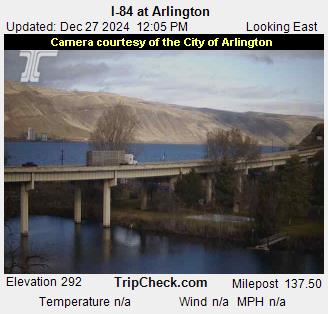 I-84 at Arlington
Updated: Dec 27 2024 12:05 PM Looking East
Camera courtesy of the City of Arlington
Elevation 292 TripCheck.com Milepost 137.50
Temperature n/a Wind n/a MPH n/a